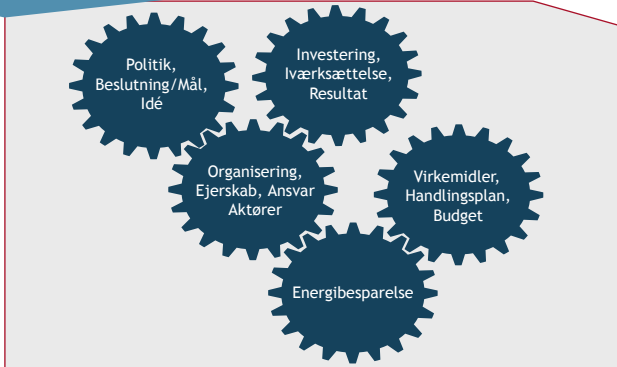 Politik,
Beslutning/Mål,
Idé
Investering,
Iværksættelse,
Resultat
Organisering,
Ejerskab, Ansvar
Aktører
Virkemidler,
Handlingsplan,
Budget
Energibesparelse